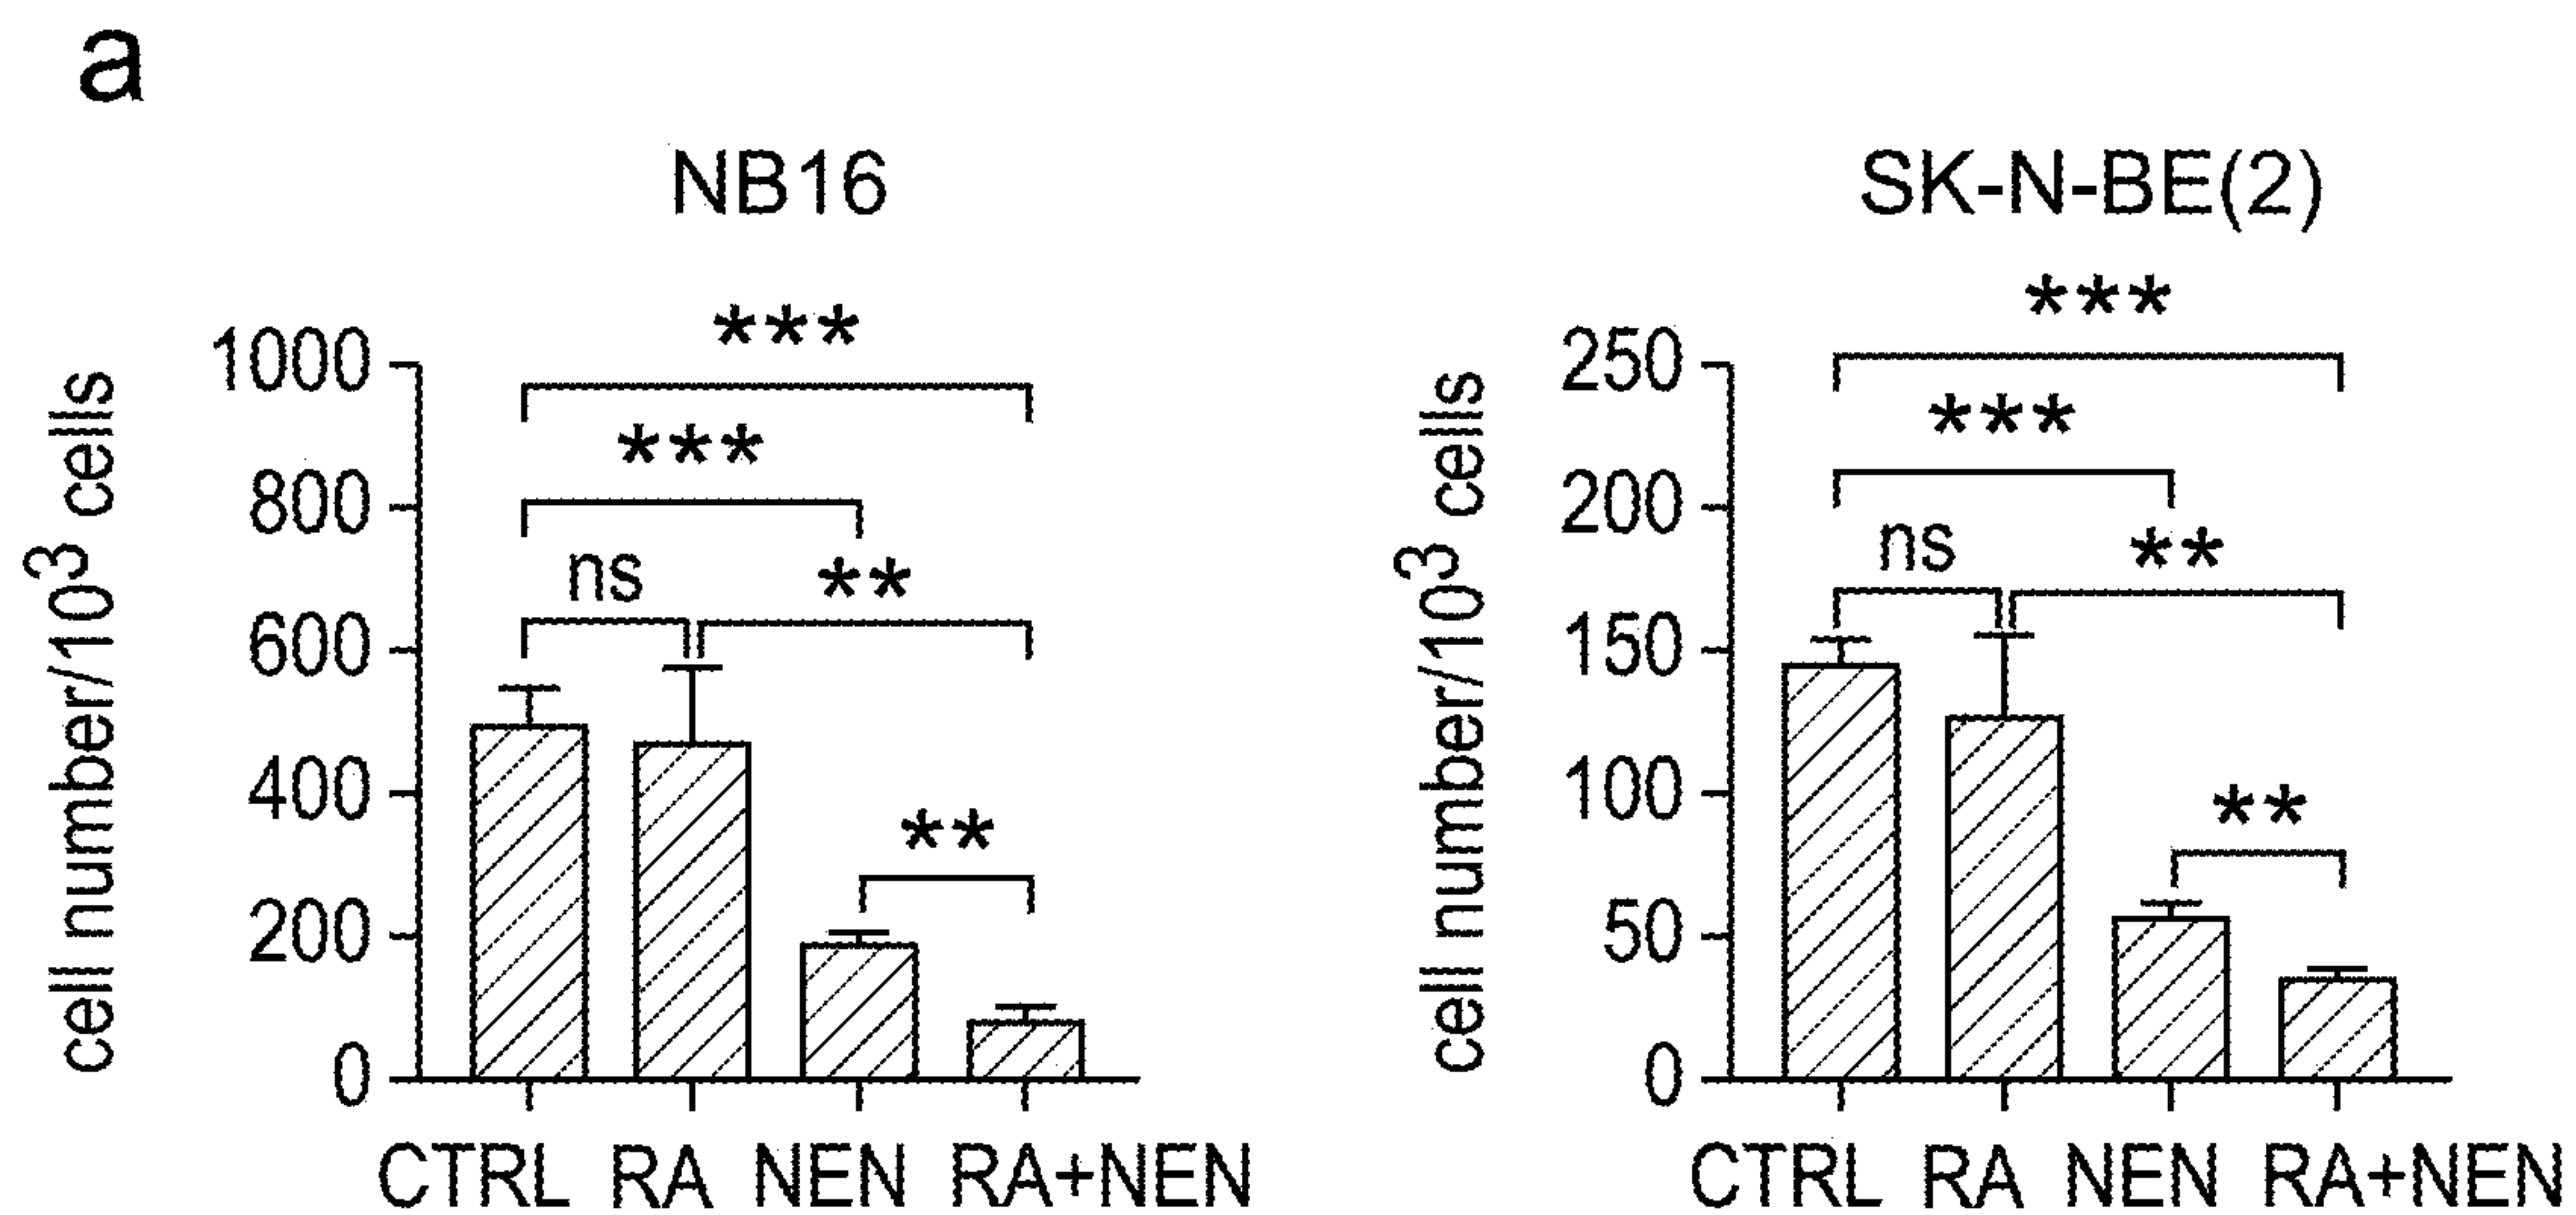 a
NB16
cell number/10³ cells
1000
800
600
400
200
0
***
***
ns
**
**
CTRL RA NEN RA+NEN
SK-N-BE(2)
cell number/10³ cells
250
200
150
100
50
0
***
***
ns
**
**
CTRL RA NEN RA+NEN